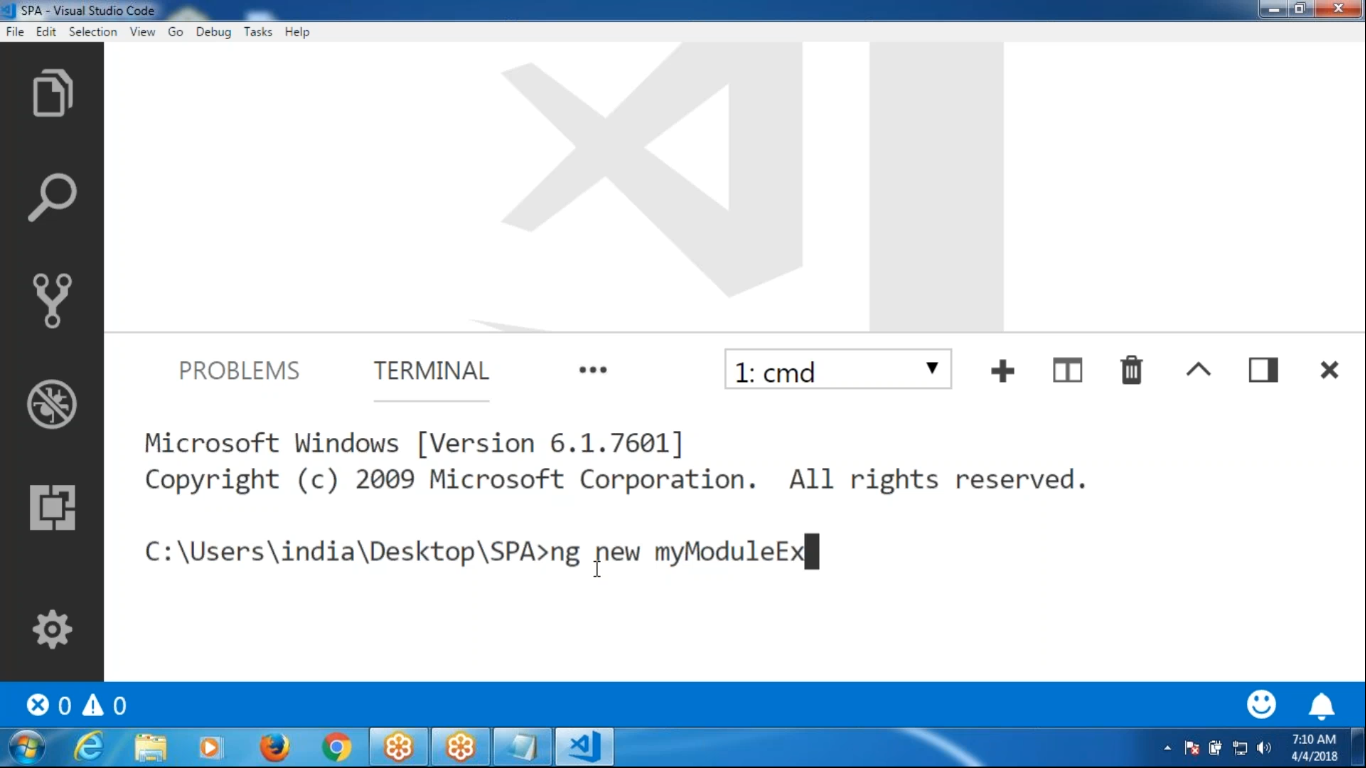 SPA - Visual Studio Code
File Edit Selection View Go Debug Tasks Help
PROBLEMS TERMINAL ••• 1: cmd
Microsoft Windows [Version 6.1.7601]
Copyright (c) 2009 Microsoft Corporation. All rights reserved.
C:\Users\india\Desktop\SPA>ng new myModuleEx
0 0
7:10 AM
4/4/2018